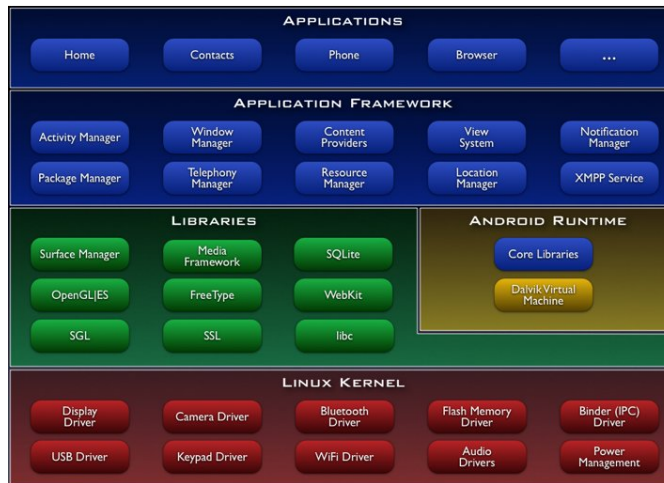 APPLICATIONS
Home Contacts Phone Browser ...
APPLICATION FRAMEWORK
Activity Manager Window Manager Content Providers View System Notification Manager
Package Manager Telephony Manager Resource Manager Location Manager XMPP Service
LIBRARIES
Surface Manager Media Framework SQLite
OpenGL|ES FreeType WebKit
SGL SSL libc
ANDROID RUNTIME
Core Libraries
Dalvik Virtual Machine
LINUX KERNEL
Display Driver Camera Driver Bluetooth Driver Flash Memory Driver Binder (IPC) Driver
USB Driver Keypad Driver WiFi Driver Audio Drivers Power Management